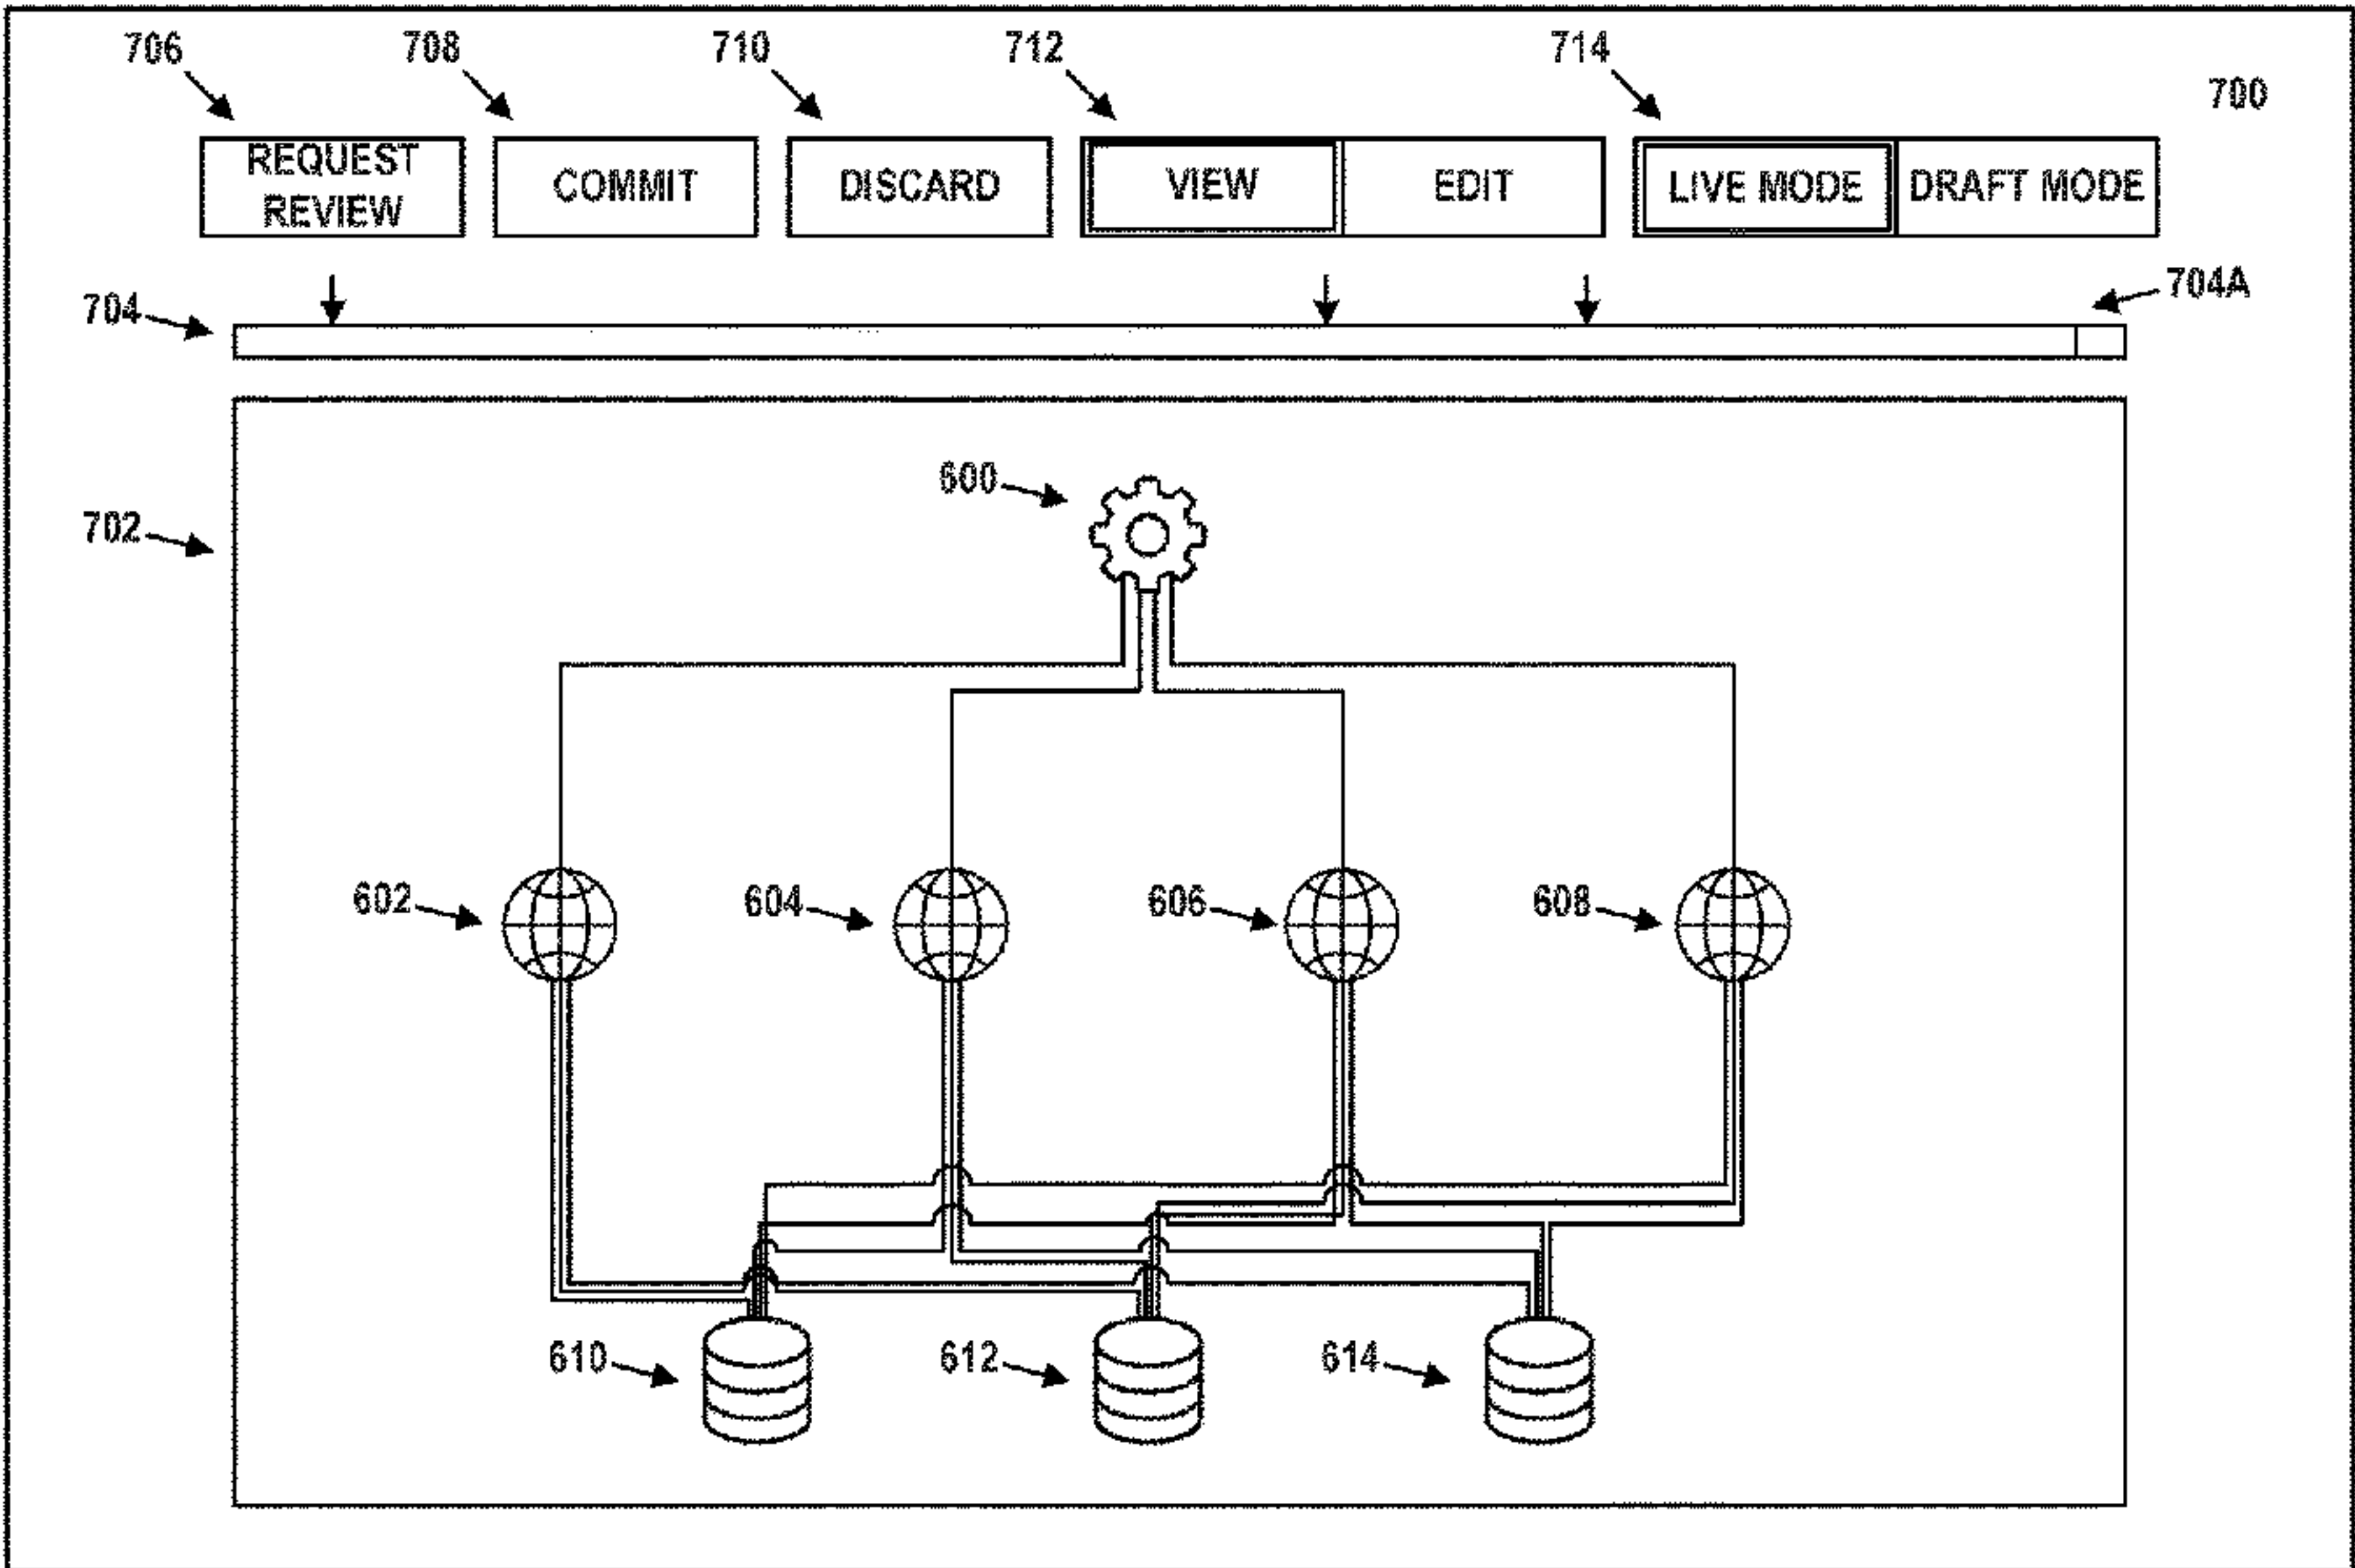 706
708
710
712
714
700
REQUEST
REVIEW
COMMIT
DISCARD
VIEW
EDIT
LIVE MODE
DRAFT MODE
704
704A
702
600
602
604
606
608
610
612
614